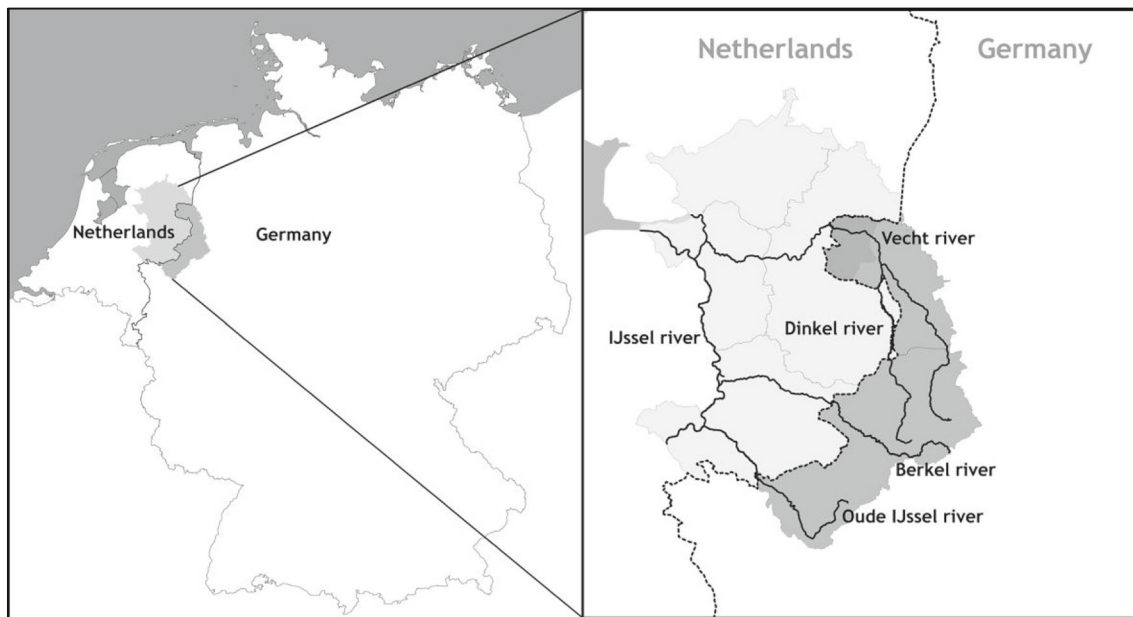 Netherlands
Germany
Netherlands
Germany
Vecht river
IJssel river
Dinkel river
Berkel river
Oude IJssel river